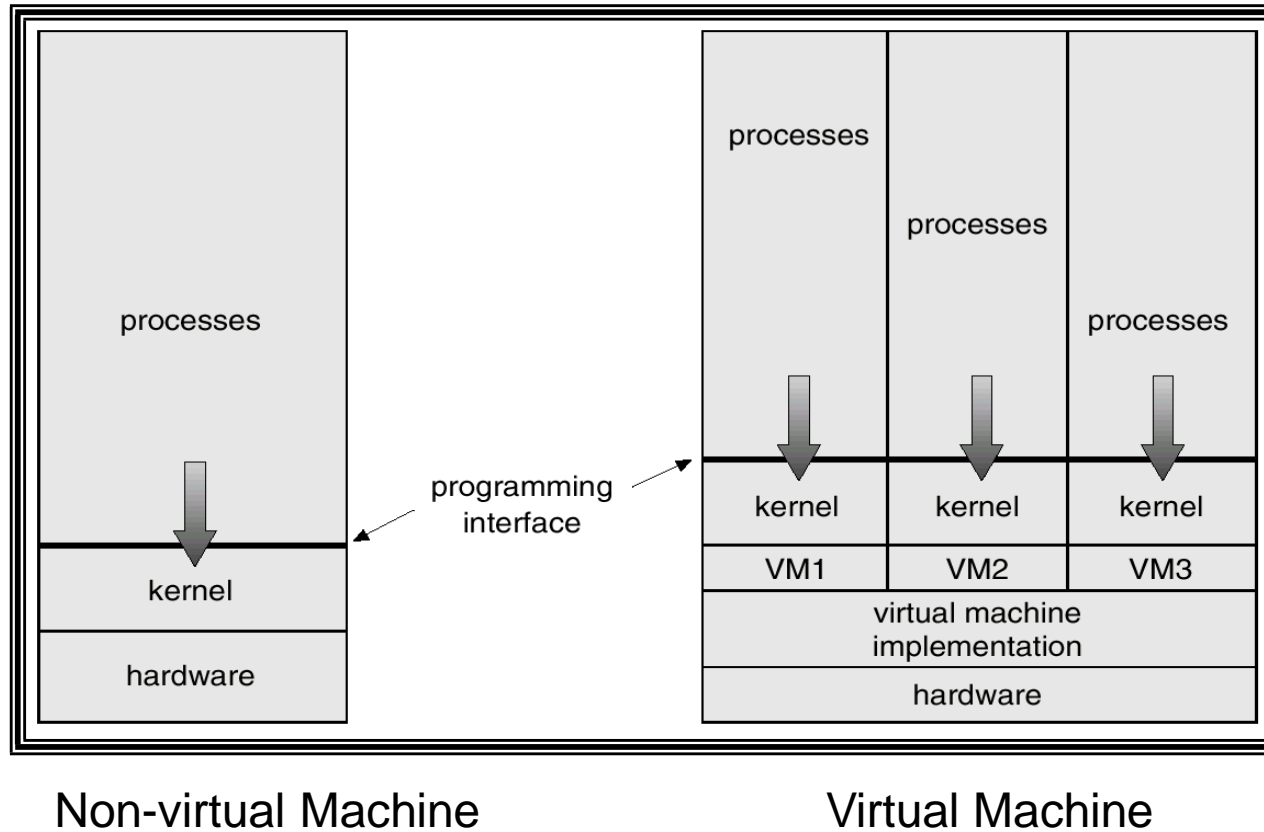 processes
kernel
hardware
programming
interface
processes
processes
processes
kernel kernel kernel
VM1 VM2 VM3
virtual machine
implementation
hardware
Non-virtual Machine
Virtual Machine